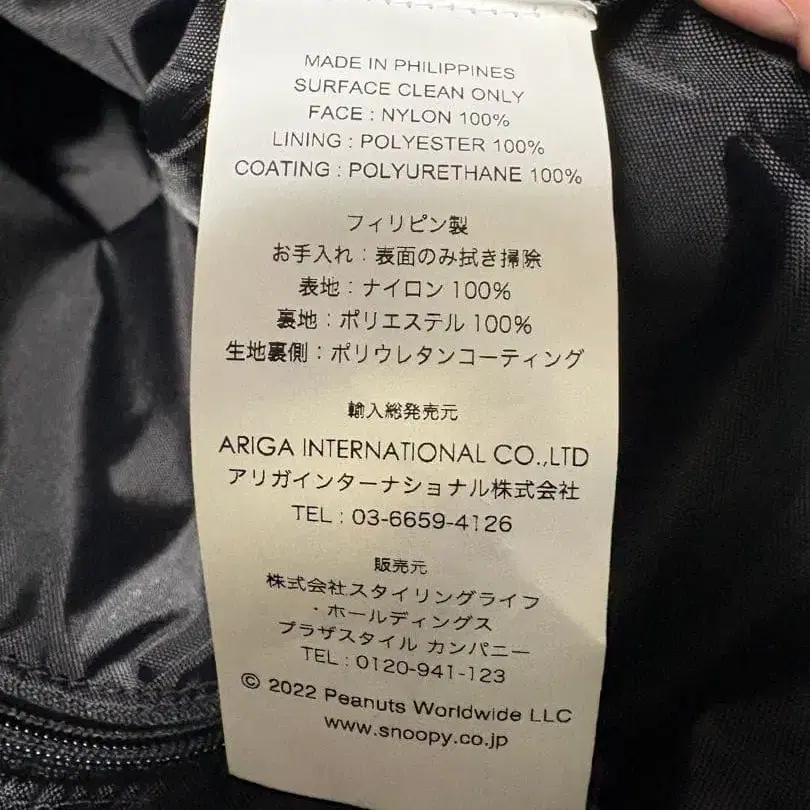 MADE IN PHILIPPINES
SURFACE CLEAN ONLY
FACE : NYLON 100%
LINING : POLYESTER 100%
COATING : POLYURETHANE 100%
フィリピン製
お手入れ : 表面のみ拭き掃除
表地 : ナイロン 100%
裏地 : ポリエステル 100%
生地裏側 : ポリウレタンコーティング
輸入総発売元
ARIGA INTERNATIONAL CO.,LTD
アリガインターナショナル株式会社
TEL : 03-6659-4126
販売元
株式会社スタイリングライフ
・ホールディングス
プラザスタイル カンパニー
TEL : 0120-941-123
© 2022 Peanuts Worldwide LLC
www.snoopy.co.jp